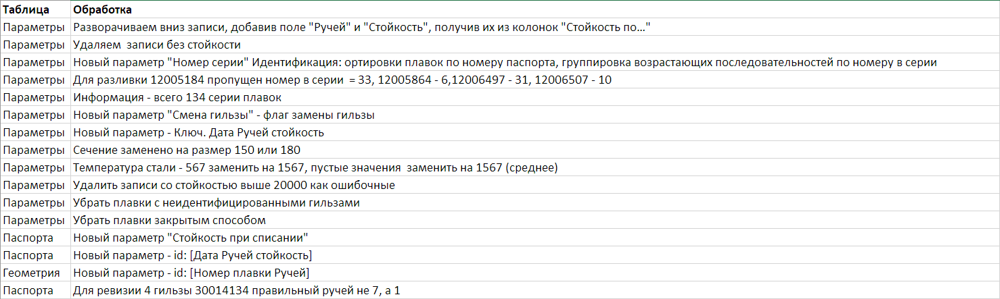 Таблица Обработка
Параметры Разворачиваем вниз записи, добавив поле "Ручей" и "Стойкость", получив их из колонок "Стойкость по…"
Параметры Удаляем  записи без стойкости
Параметры Новый параметр "Номер серии" Идентификация: ортировки плавок по номеру паспорта, группировка возрастающих последовательностей по номеру в серии
Параметры Для разливки 12005184 пропущен номер в серии  = 33, 12005864 - 6,12006497 - 31, 12006507 - 10
Параметры Информация - всего 134 серии плавок
Параметры Новый параметр "Смена гильзы" - флаг замены гильзы
Параметры Новый параметр - Ключ. Дата Ручей стойкость
Параметры Сечение заменено на размер 150 или 180
Параметры Температура стали - 567 заменить на 1567, пустые значения  заменить на 1567 (среднее)
Параметры Удалить записи со стойкостью выше 20000 как ошибочные
Параметры Убрать плавки с неидентифицированными гильзами
Параметры Убрать плавки закрытым способом
Паспорта Новый параметр "Стойкость при списании"
Паспорта Новый параметр - id: [Дата Ручей стойкость]
Геометрия Новый параметр - id: [Номер плавки Ручей]
Паспорта Для ревизии 4 гильзы 30014134 правильный ручей не 7, а 1